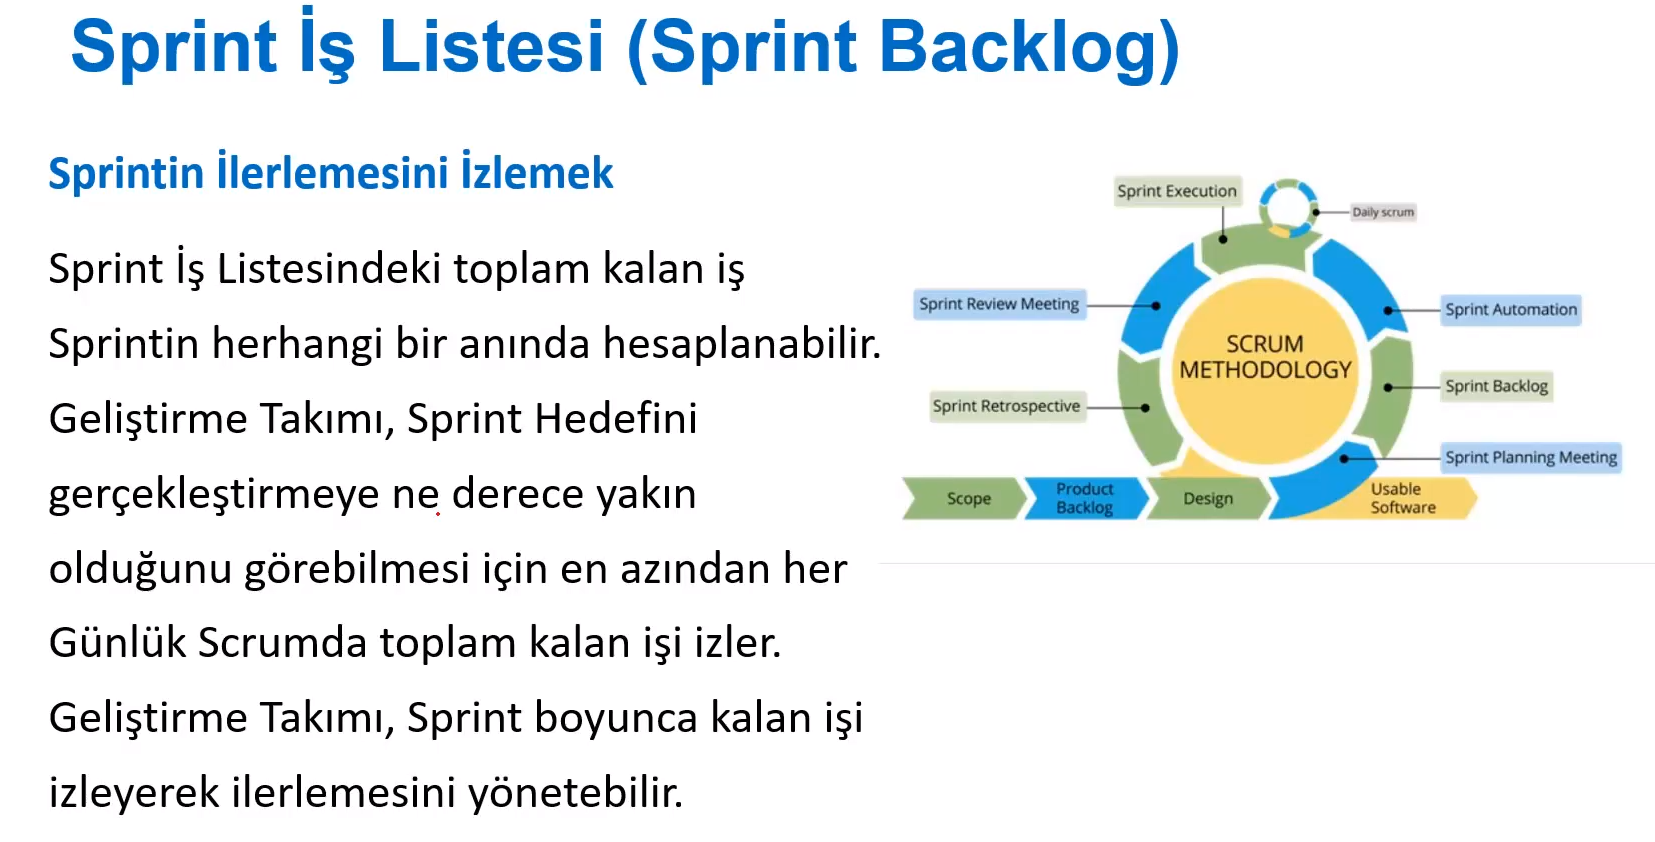 Sprint İş Listesi (Sprint Backlog)
Sprintin İlerlemesini İzlemek
Sprint İş Listesindeki toplam kalan iş
Sprintin herhangi bir anında hesaplanabilir.
Geliştirme Takımı, Sprint Hedefini
gerçekleştirmeye ne derece yakın
olduğunu görebilmesi için en azından her
Günlük Scrumda toplam kalan işi izler.
Geliştirme Takımı, Sprint boyunca kalan işi
izleyerek ilerlemesini yönetebilir.
Sprint Execution
Daily scrum
Sprint Review Meeting
Sprint Automation
SCRUM
METHODOLOGY
Sprint Backlog
Sprint Retrospective
Sprint Planning Meeting
Scope
Product
Backlog
Design
Usable
Software